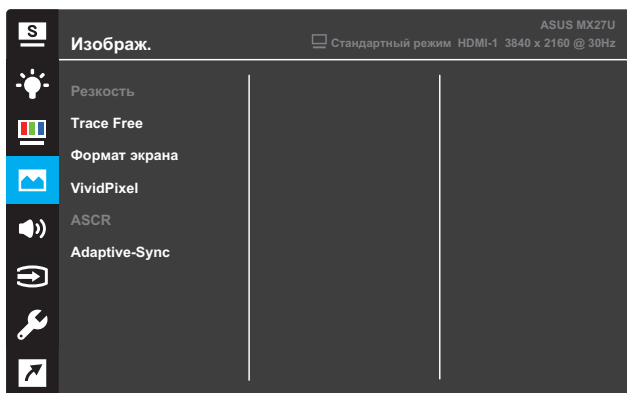 S
ASUS MX27U
Изображ.
Стандартный режим HDMI-1 3840 x 2160 @ 30Hz
Резкость
Trace Free
Формат экрана
VividPixel
ASCR
Adaptive-Sync